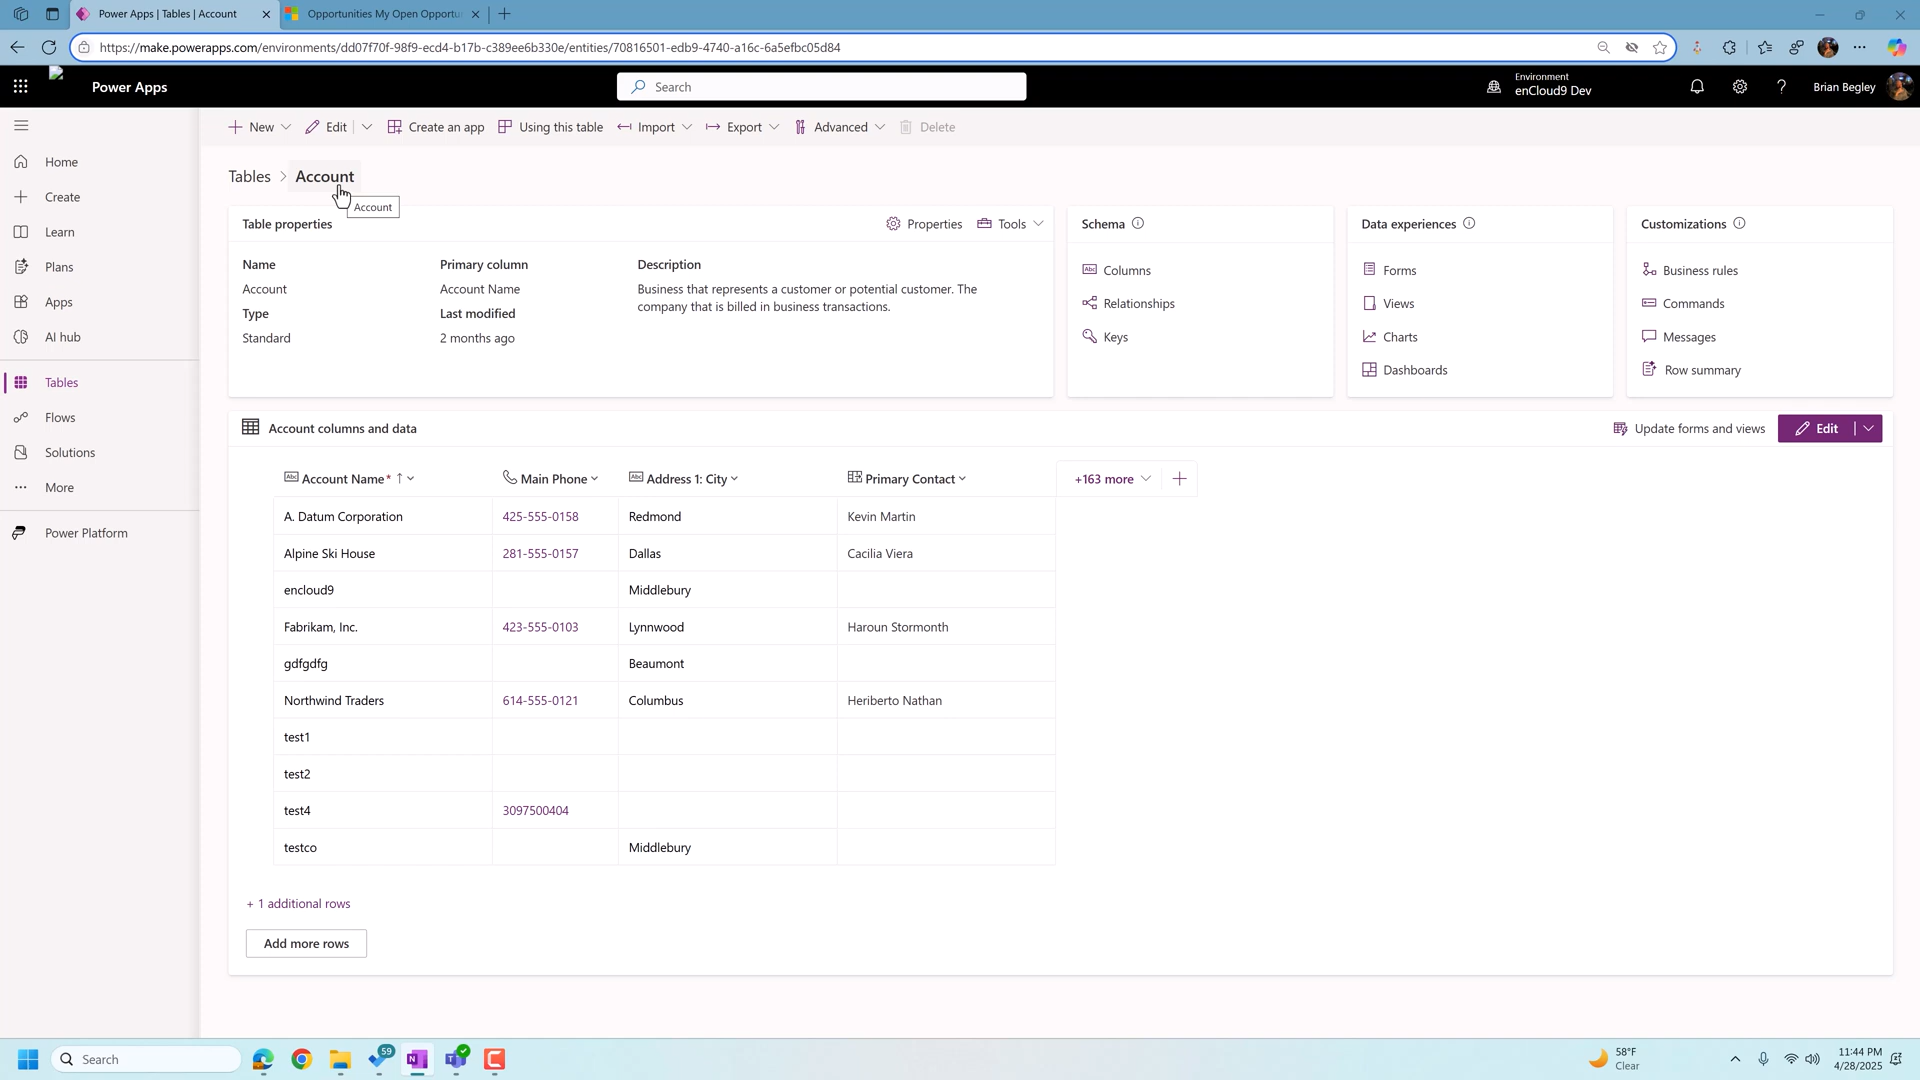 Power Apps | Tables | Account
Opportunities My Open Opportu
https://make.powerapps.com/environments/dd07f70f-98f9-ecd4-b17b-c389ee6b330e/entities/70816501-edb9-4740-a16c-6a5efbc05d84
Power Apps
Search
Environment
enCloud9 Dev
Brian Begley
New
Edit
Create an app
Using this table
Import
Export
Advanced
Delete
Home
Create
Learn
Plans
Apps
AI hub
Tables
Flows
Solutions
More
Power Platform
Tables > Account
Account
Table properties
Properties
Tools
Name
Account
Type
Standard
Primary column
Account Name
Last modified
2 months ago
Description
Business that represents a customer or potential customer. The
company that is billed in business transactions.
Schema
Columns
Relationships
Keys
Data experiences
Forms
Views
Charts
Dashboards
Customizations
Business rules
Commands
Messages
Row summary
Account columns and data
Update forms and views
Edit
Account Name* ↑ Main Phone Address 1: City Primary Contact +163 more
A. Datum Corporation 425-555-0158 Redmond Kevin Martin
Alpine Ski House 281-555-0157 Dallas Cacilia Viera
encloud9 Middlebury
Fabrikam, Inc. 423-555-0103 Lynnwood Haroun Stormonth
gdfgdfg Beaumont
Northwind Traders 614-555-0121 Columbus Heriberto Nathan
test1
test2
test4 3097500404
testco Middlebury
+ 1 additional rows
Add more rows
Search
59
58°F
Clear
11:44 PM
4/28/2025